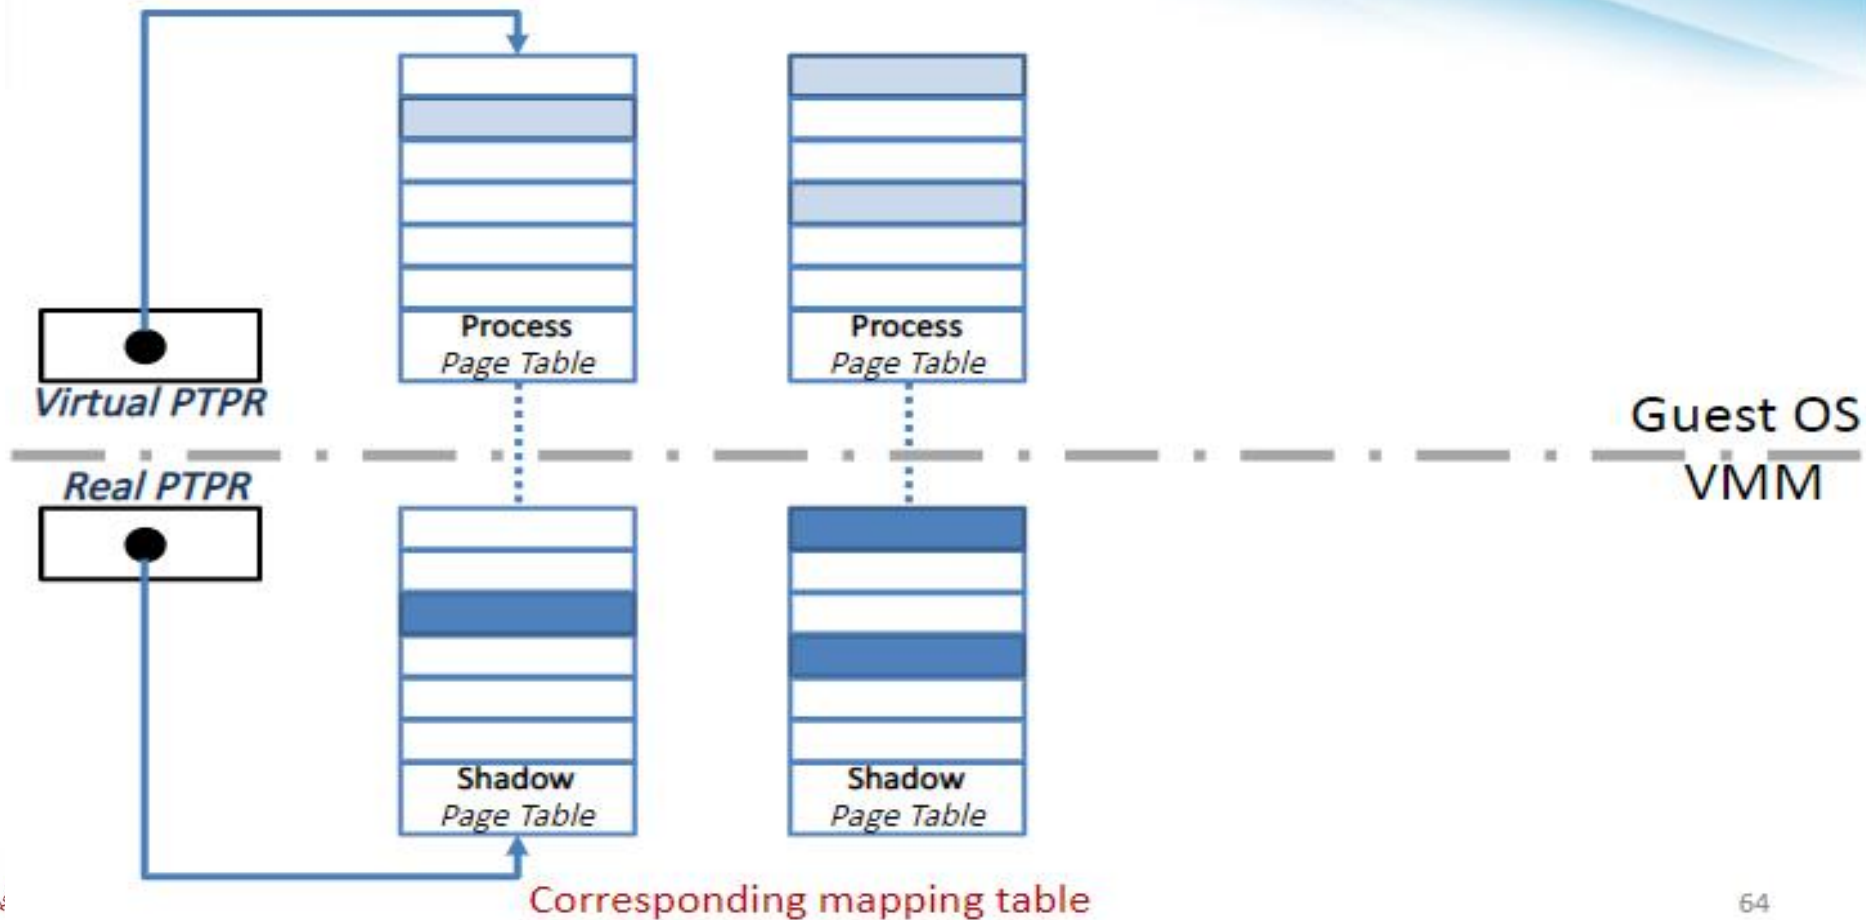 Process
Page Table
Process
Page Table
Virtual PTPR
Guest OS
Real PTPR
VMM
Shadow
Page Table
Shadow
Page Table
Corresponding mapping table
64